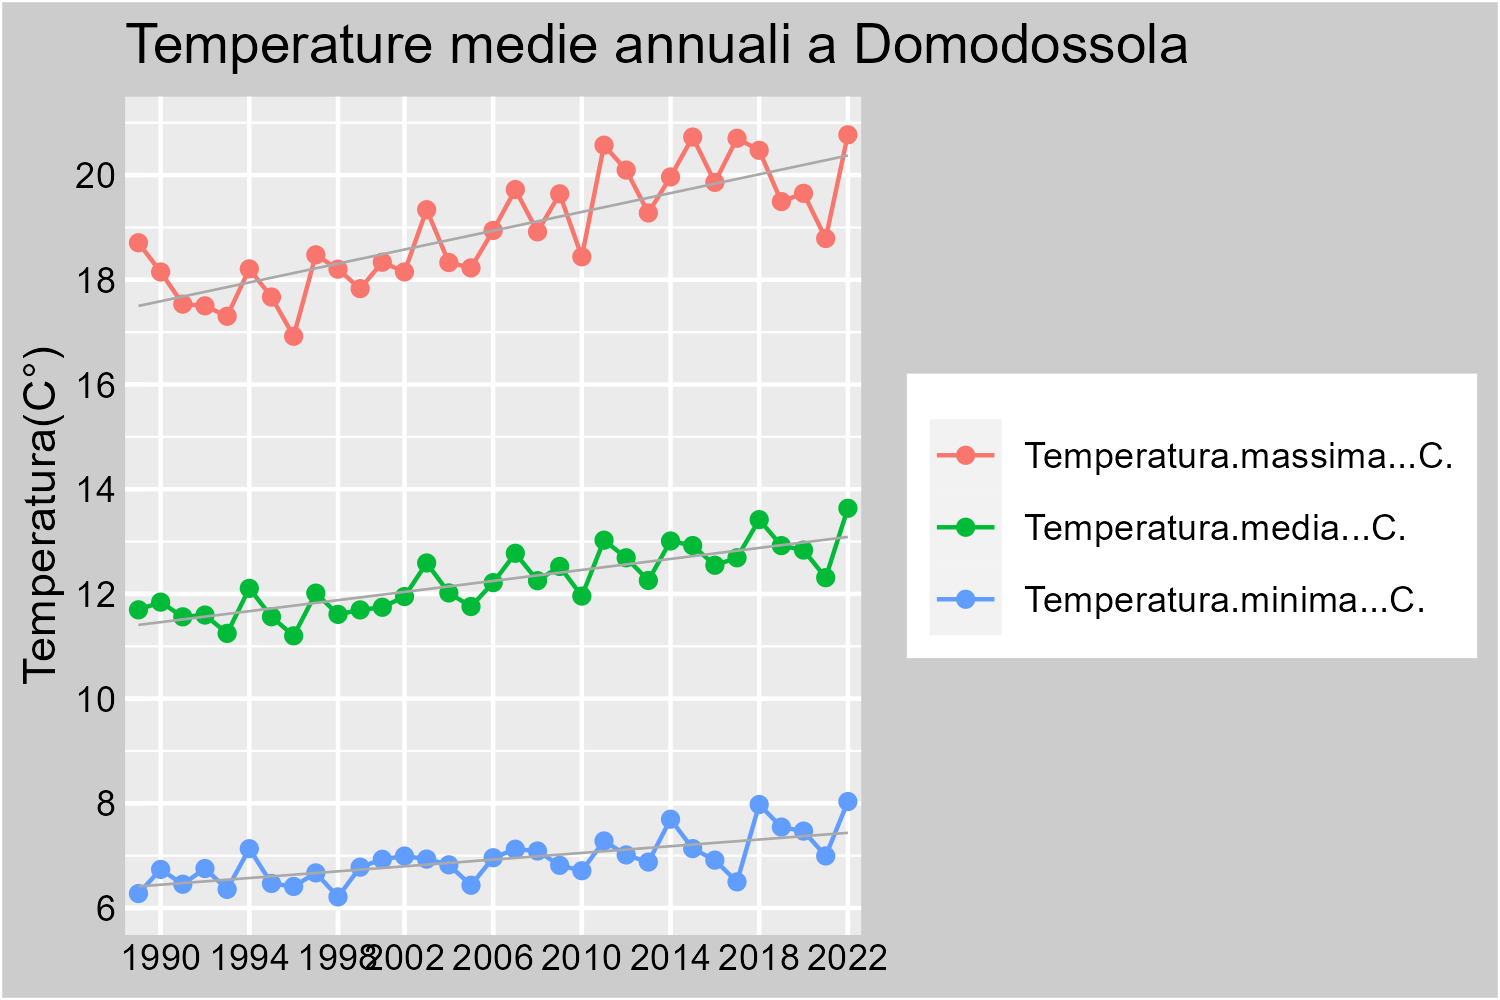 Temperature medie annuali a Domodossola
Temperatura(C°)
20
18
16
14
12
10
8
6
1990 1994 1998 2002 2006 2010 2014 2018 2022
Temperatura.massima...C.
Temperatura.media...C.
Temperatura.minima...C.